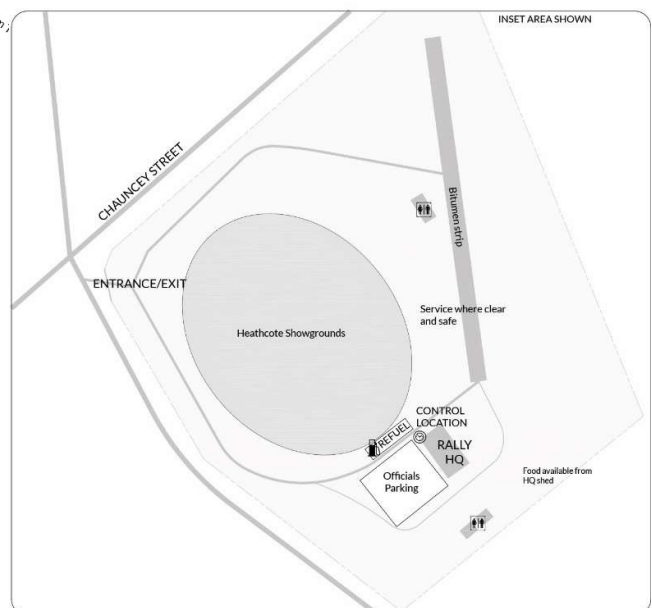 INSET AREA SHOWN
CHAUNCEY STREET
Bitumen strip
ENTRANCE/EXIT
Service where clear
and safe
Heathcote Showgrounds
CONTROL
LOCATION
REFUEL
RALLY
HQ
Officials
Parking
Food available from
HQ shed